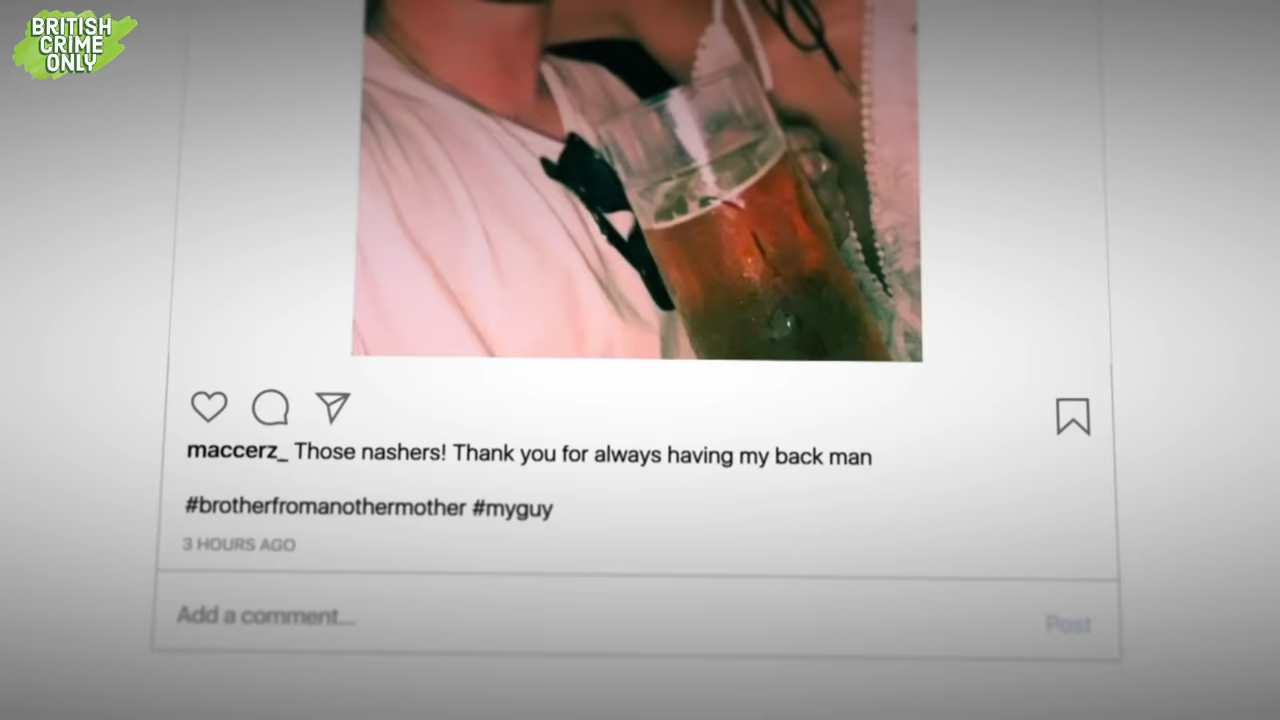 BRITISH
CRIME
ONLY
maccerz_ Those nashers! Thank you for always having my back man
#brotherfromanothermother #myguy
3 HOURS AGO
Add a comment...
Post